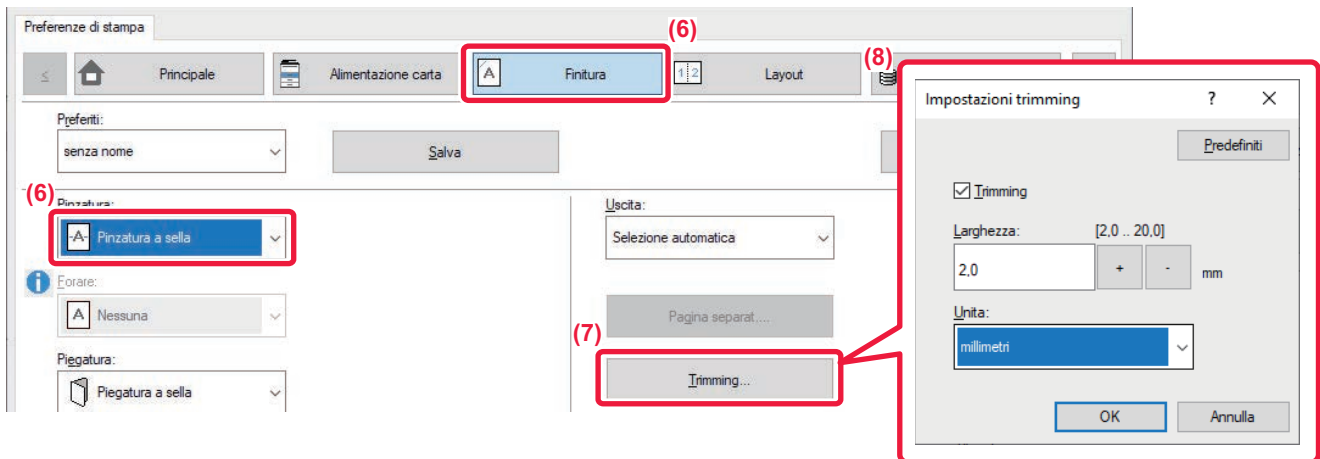 Preferenze di stampa
(6)
≤ Principale Alimentazione carta A Finitura 1 2 Layout
(8)
Preferiti:
senza nome
Salva
(6)
Pinzatura:
-A- Pinzatura a sella
Forare:
A Nessuna
Piegatura:
Piegatura a sella
Uscita:
Selezione automatica
Pagina separat....
(7)
Trimming...
Impostazioni trimming ? ×
Predefiniti
Trimming
Larghezza: [2,0 .. 20,0]
2,0 + - mm
Unita:
millimetri
OK Annulla